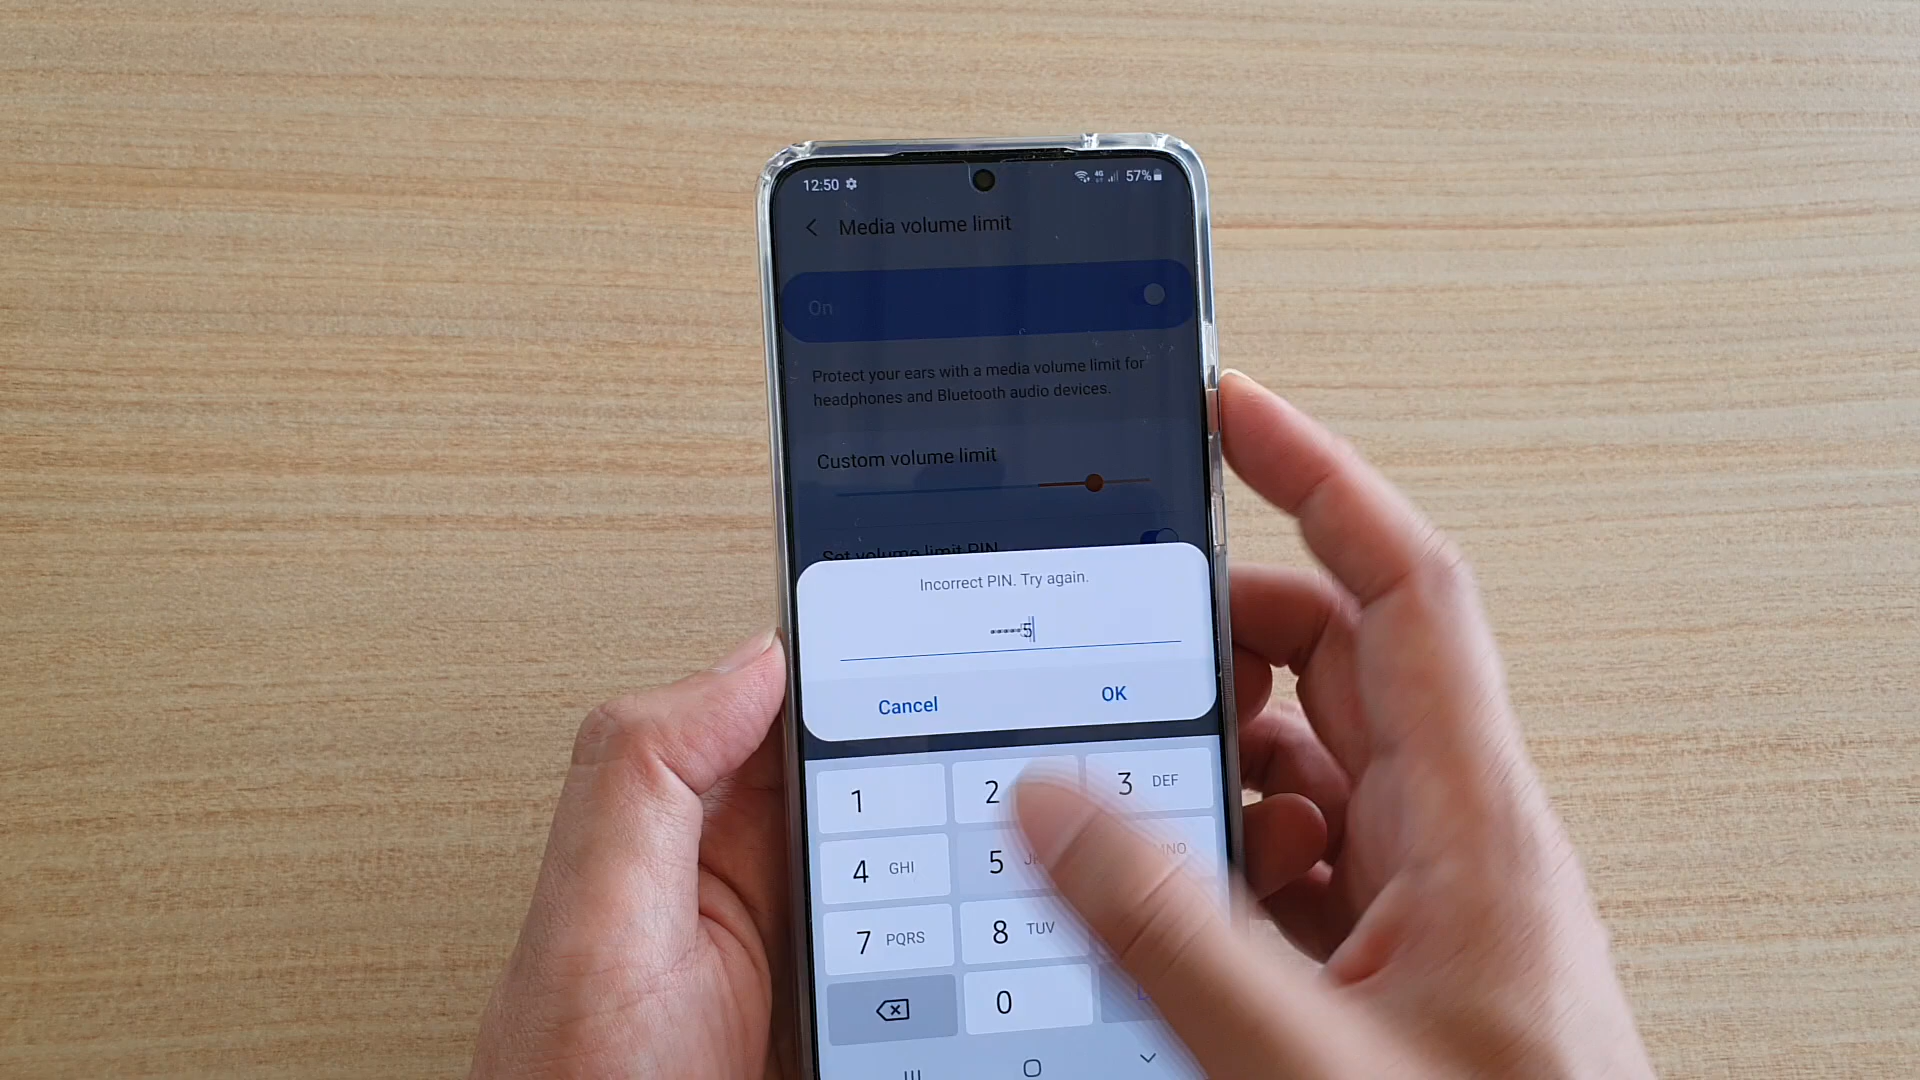 12:50 57%
Media volume limit
On
Protect your ears with a media volume limit for
headphones and Bluetooth audio devices.
Custom volume limit
Set volume limit PIN
Incorrect PIN. Try again.
•••••5
Cancel OK
1 2 3 DEF
4 GHI 5
7 PQRS 8 TUV
0